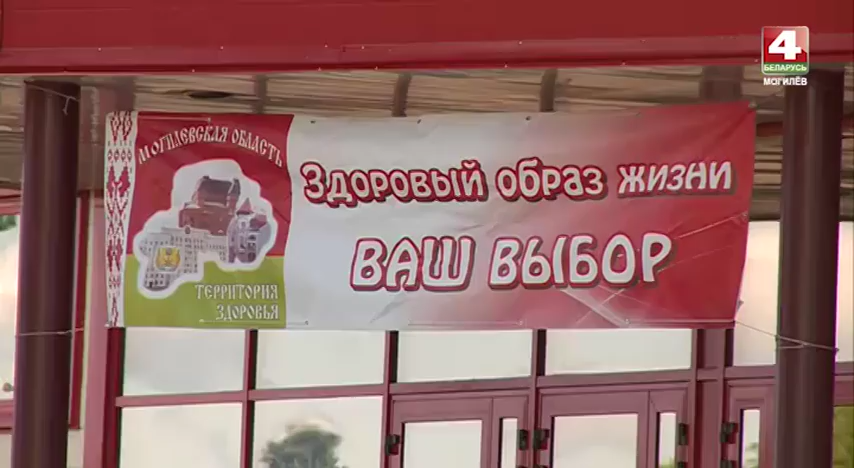 4
БЕЛАРУСЬ
МОГИЛЁВ
МОГИЛЕВСКАЯ ОБЛАСТЬ
ТЕРРИТОРИЯ
ЗДОРОВЬЯ
ЗДОРОВЫЙ ОБРАЗ ЖИЗНИ
ВАШ ВЫБОР